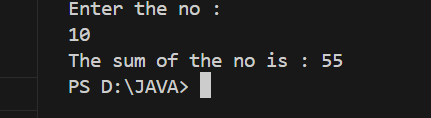 Enter the no :
10
The sum of the no is : 55
PS D:\JAVA>